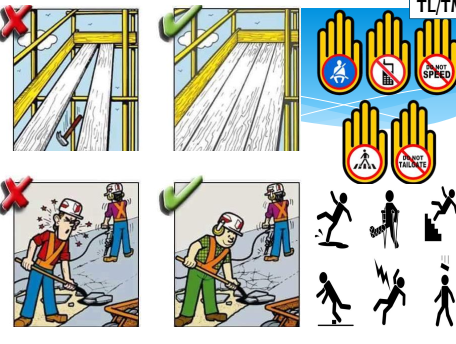 TL/TM
DO NOT
SPEED
DO NOT
TAILGATE